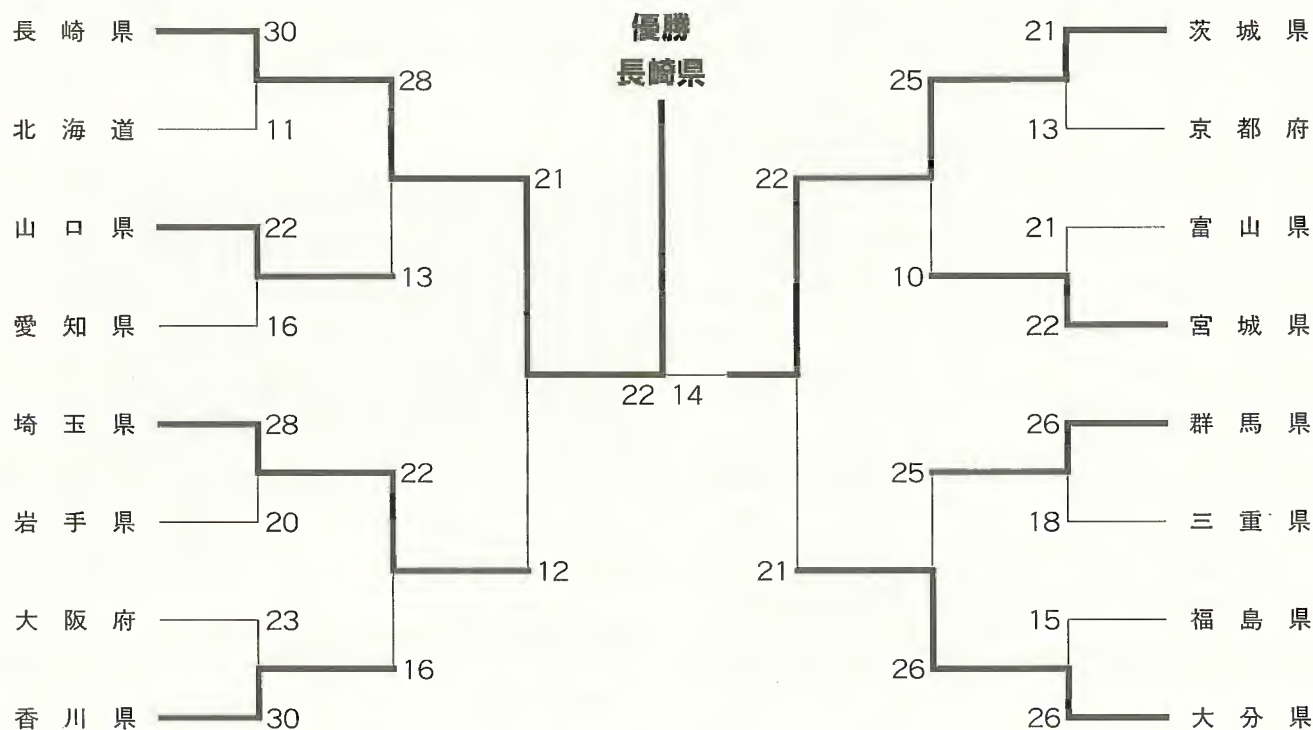 優勝
長崎県
長崎県 30
28
北海道 11
21
山口県 22
13
愛知県 16
22 14
埼玉県 28
22
岩手県 20
12
大阪府 23
16
香川県 30
21 茨城県
25
13 京都府
22
21 富山県
10
22 宮城県
26 群馬県
25
18 三重県
21
15 福島県
26
26 大分県